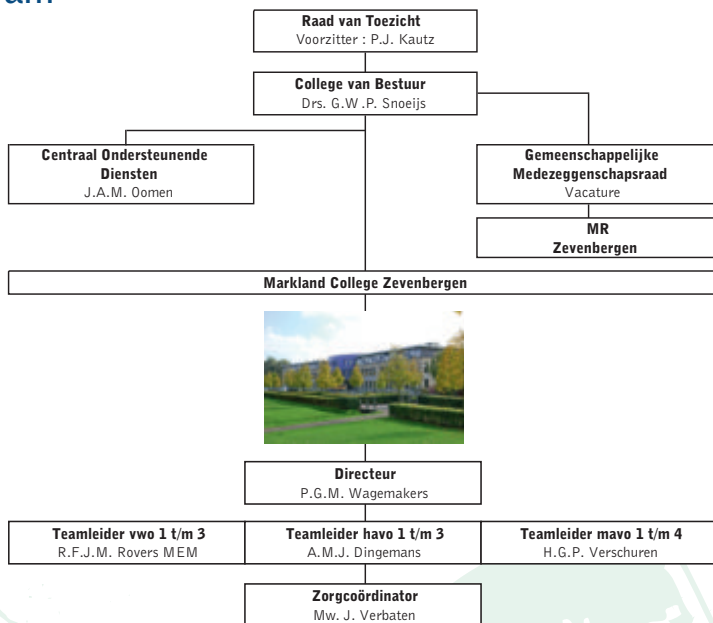 Raad van Toezicht
Voorzitter : P.J. Kautz
College van Bestuur
Drs. G.W .P. Snoeijs
Centraal Ondersteunende
Diensten
J.A.M. Oomen
Gemeenschappelijke
Medezeggenschapsraad
Vacature
MR
Zevenbergen
Markland College Zevenbergen
Directeur
P.G.M. Wagemakers
Teamleider vwo 1 t/m 3
R.F.J.M. Rovers MEM
Teamleider havo 1 t/m 3
A.M.J. Dingemans
Teamleider mavo 1 t/m 4
H.G.P. Verschuren
Zorgcoördinator
Mw. J. Verbaten